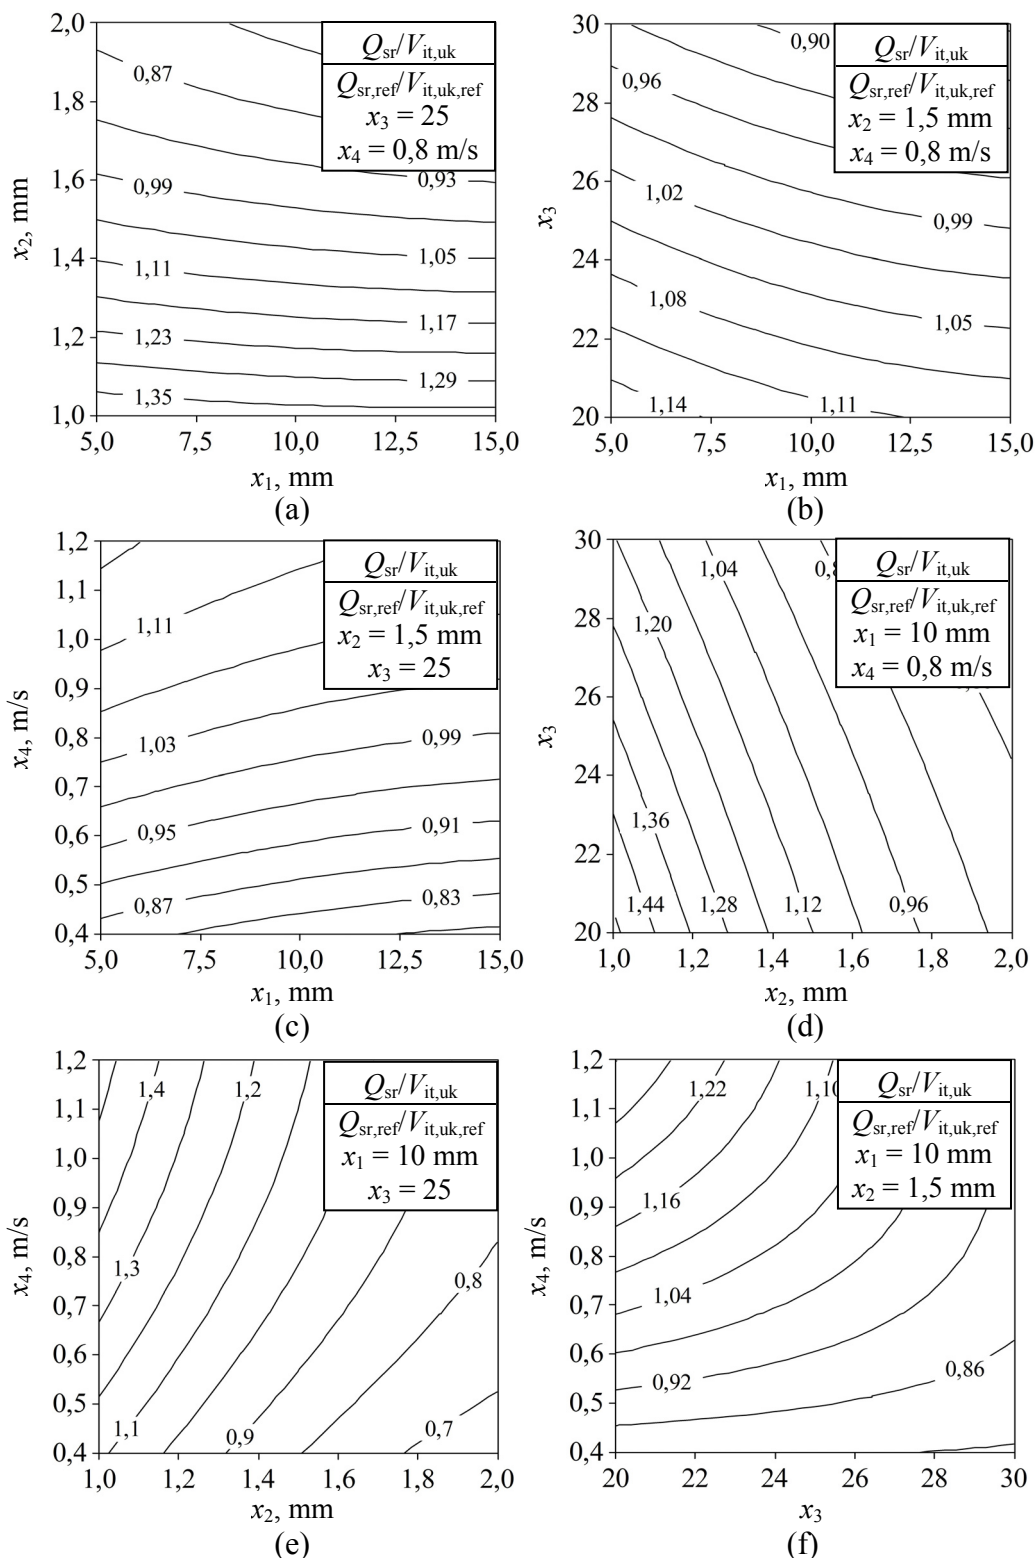 2,0
1,8
1,6
1,4
1,2
1,0
x2, mm
0,87
0,99
1,11
1,23
1,35
0,93
1,05
1,17
1,29
Qsr/Vit,uk
Qsr,ref/Vit,uk,ref
x3 = 25
x4 = 0,8 m/s
5,0 7,5 10,0 12,5 15,0
x1, mm
(a)
30
28
26
24
22
20
x3
0,90
0,96
1,02
1,08
1,14
1,11
0,99
1,05
Qsr/Vit,uk
Qsr,ref/Vit,uk,ref
x2 = 1,5 mm
x4 = 0,8 m/s
5,0 7,5 10,0 12,5 15,0
x1, mm
(b)
1,2
1,1
1,0
0,9
0,8
0,7
0,6
0,5
0,4
x4, m/s
1,11
1,03
0,95
0,87
0,99
0,91
0,83
Qsr/Vit,uk
Qsr,ref/Vit,uk,ref
x2 = 1,5 mm
x3 = 25
5,0 7,5 10,0 12,5 15,0
x1, mm
(c)
30
28
26
24
22
20
x3
1,04
1,20
1,36
1,44
1,28
1,12
0,96
Qsr/Vit,uk
Qsr,ref/Vit,uk,ref
x1 = 10 mm
x4 = 0,8 m/s
1,0 1,2 1,4 1,6 1,8 2,0
x2, mm
(d)
1,2
1,1
1,0
0,9
0,8
0,7
0,6
0,5
0,4
x4, m/s
1,4
1,2
1,3
1,1
0,9
0,8
0,7
Qsr/Vit,uk
Qsr,ref/Vit,uk,ref
x1 = 10 mm
x3 = 25
1,0 1,2 1,4 1,6 1,8 2,0
x2, mm
(e)
1,2
1,1
1,0
0,9
0,8
0,7
0,6
0,5
0,4
x4, m/s
1,22
1,10
1,16
1,04
0,92
0,86
Qsr/Vit,uk
Qsr,ref/Vit,uk,ref
x1 = 10 mm
x2 = 1,5 mm
20 22 24 26 28 30
x3
(f)